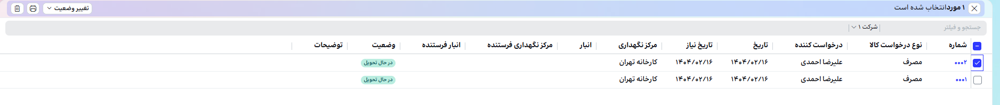 ۱ مورد انتخاب شده است تغییر وضعیت
جستجو و فیلتر شرکت ۱
شماره نوع درخواست کالا درخواست کننده تاریخ تاریخ نیاز مرکز نگهداری انبار مرکز نگهداری فرستنده انبار فرستنده وضعیت توضیحات
۰۰۰۲ مصرف علیرضا احمدی ۱۴۰۴/۰۲/۱۶ ۱۴۰۴/۰۲/۱۶ کارخانه تهران در حال تحویل
۰۰۰۱ مصرف علیرضا احمدی ۱۴۰۴/۰۲/۱۶ ۱۴۰۴/۰۲/۱۶ کارخانه تهران در حال تحویل